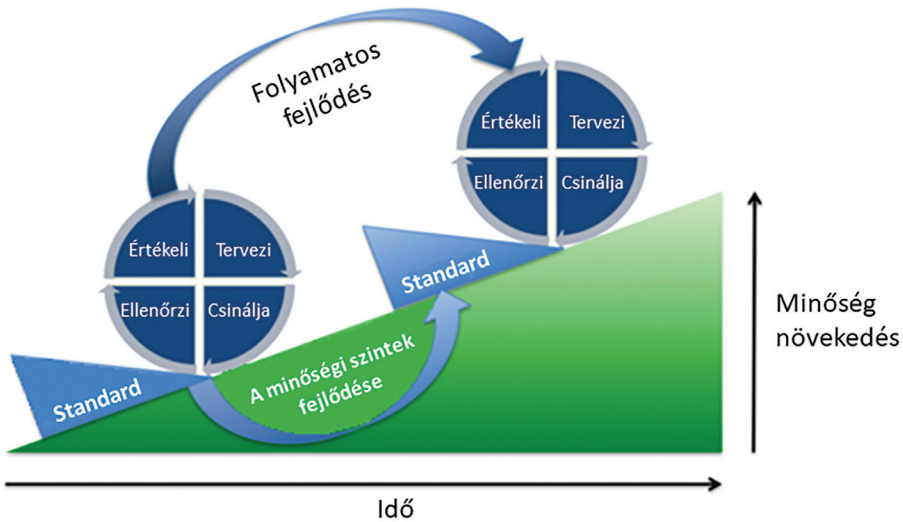 Folyamatos
fejlődés
Értékeli
Tervezi
Ellenőrzi
Csinálja
Értékeli
Tervezi
Ellenőrzi
Csinálja
Standard
Standard
A minőségi szintek
fejlődése
Minőség
növekedés
Idő